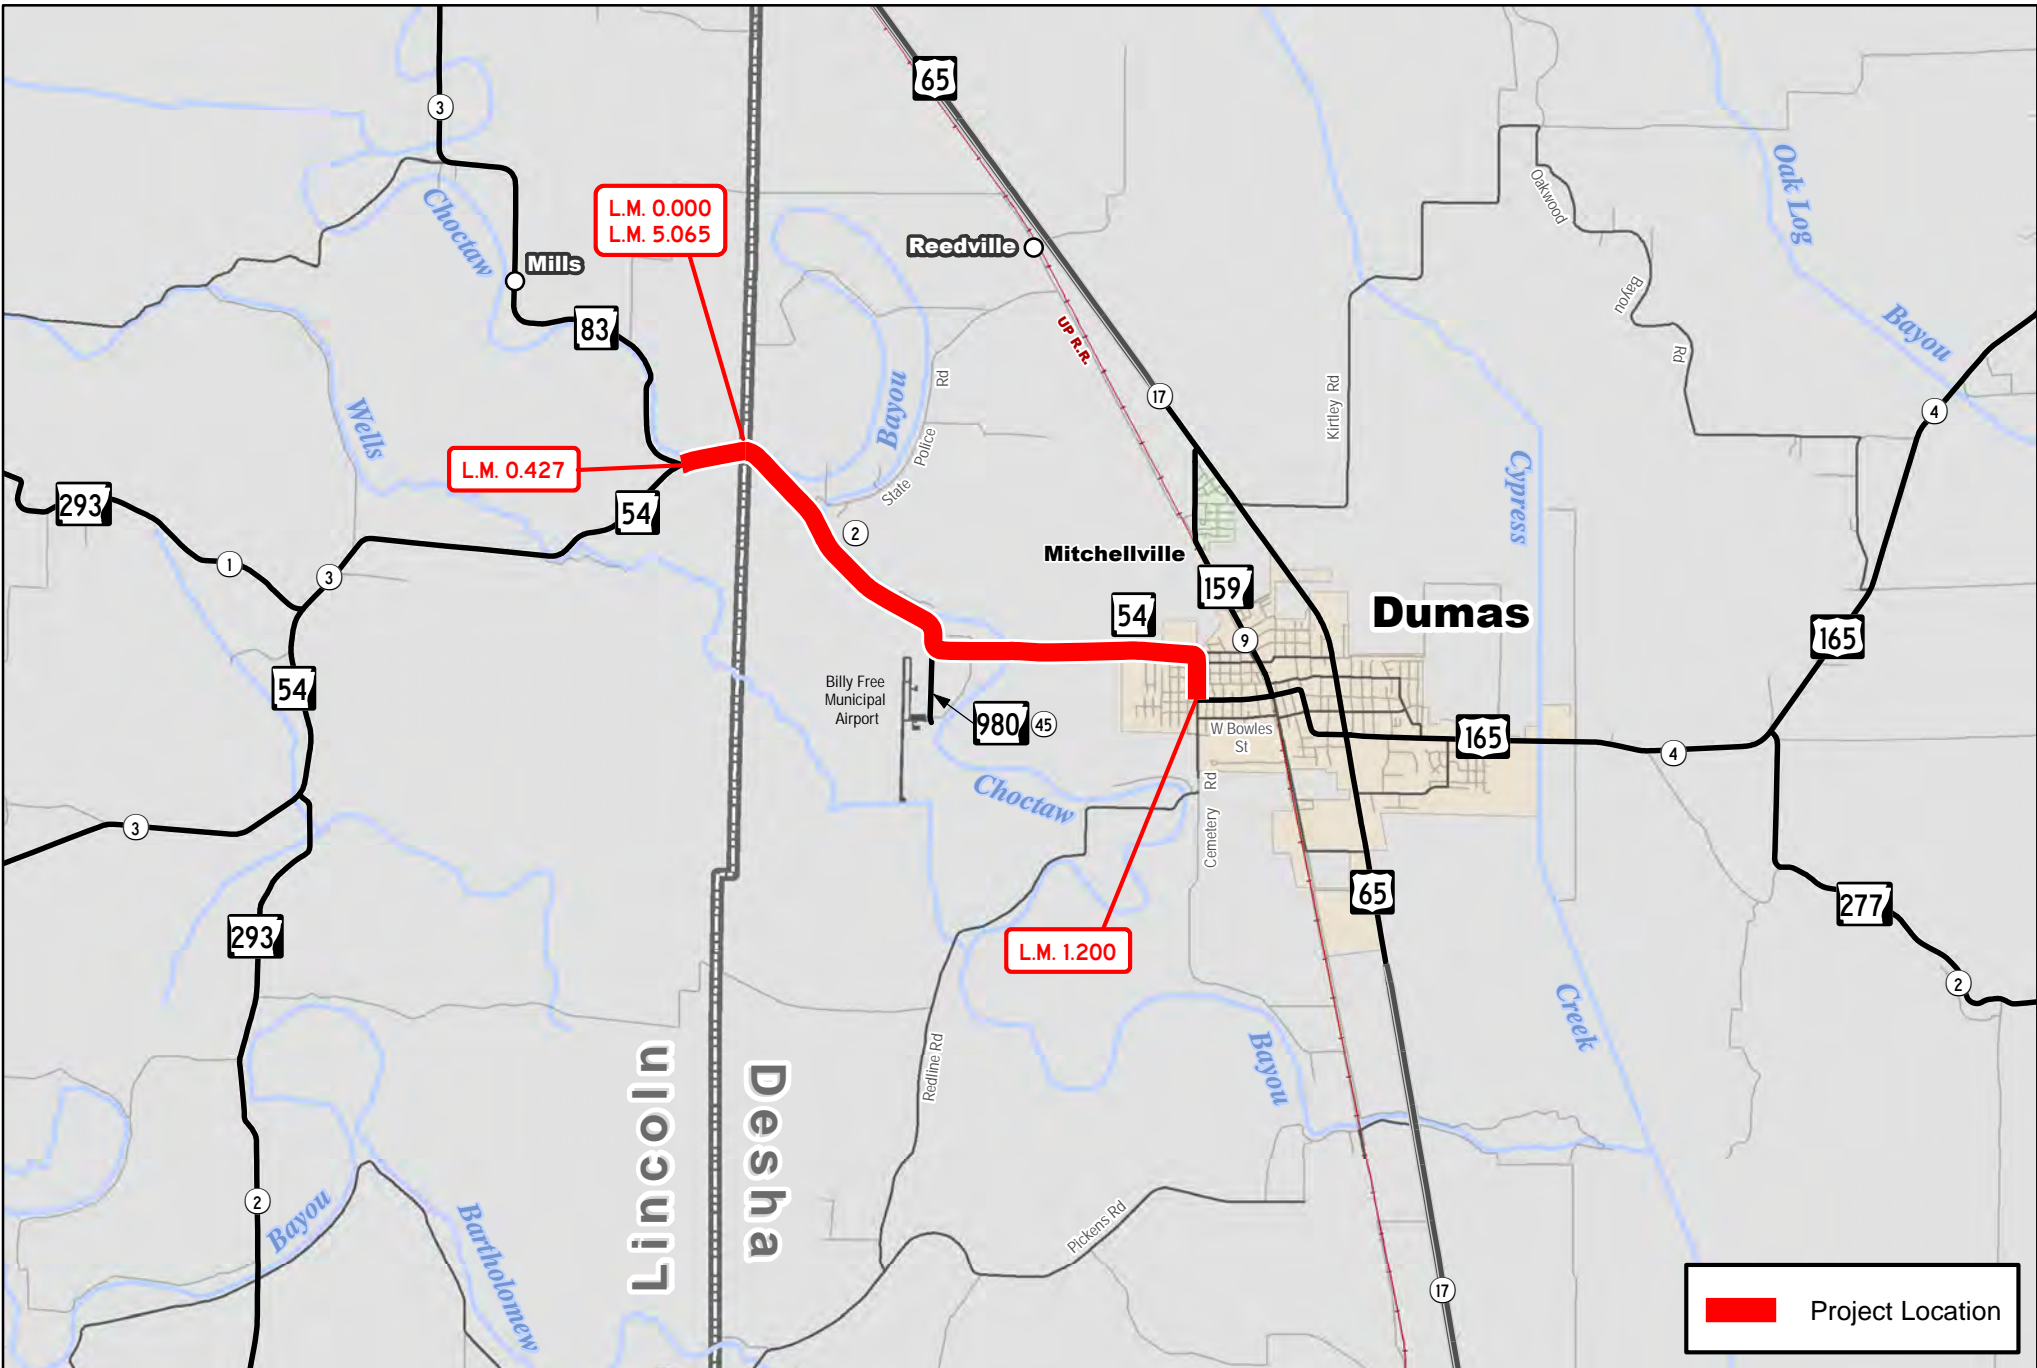 65
3
Oak Log
Bayou
Oakwood
Bayou
Rd
Choctaw
L.M. 0.000
L.M. 5.065
Reedville
Mills
83
UP R.R.
Bayou
Rd
Police
State
17
Kirtley Rd
4
Wells
L.M. 0.427
54
293
1
3
2
Cypress
Mitchellville
159
54
9
Dumas
165
54
Billy Free
Municipal
Airport
980
45
W Bowles
St
165
4
Choctaw
Cemetery Rd
3
65
277
293
L.M. 1.200
2
Creek
Lincoln
Desha
Redline Rd
Bayou
2
Bayou
Bartholomew
Pickens Rd
17
Project Location